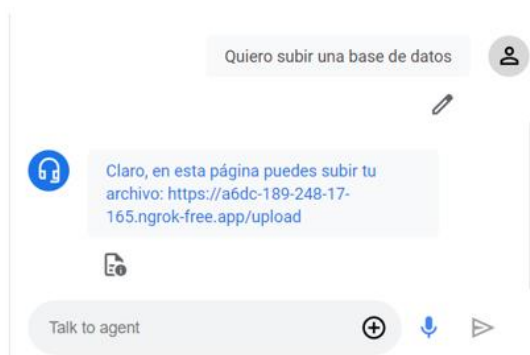 Quiero subir una base de datos
Claro, en esta página puedes subir tu
archivo: https://a6dc-189-248-17-
165.ngrok-free.app/upload
Talk to agent